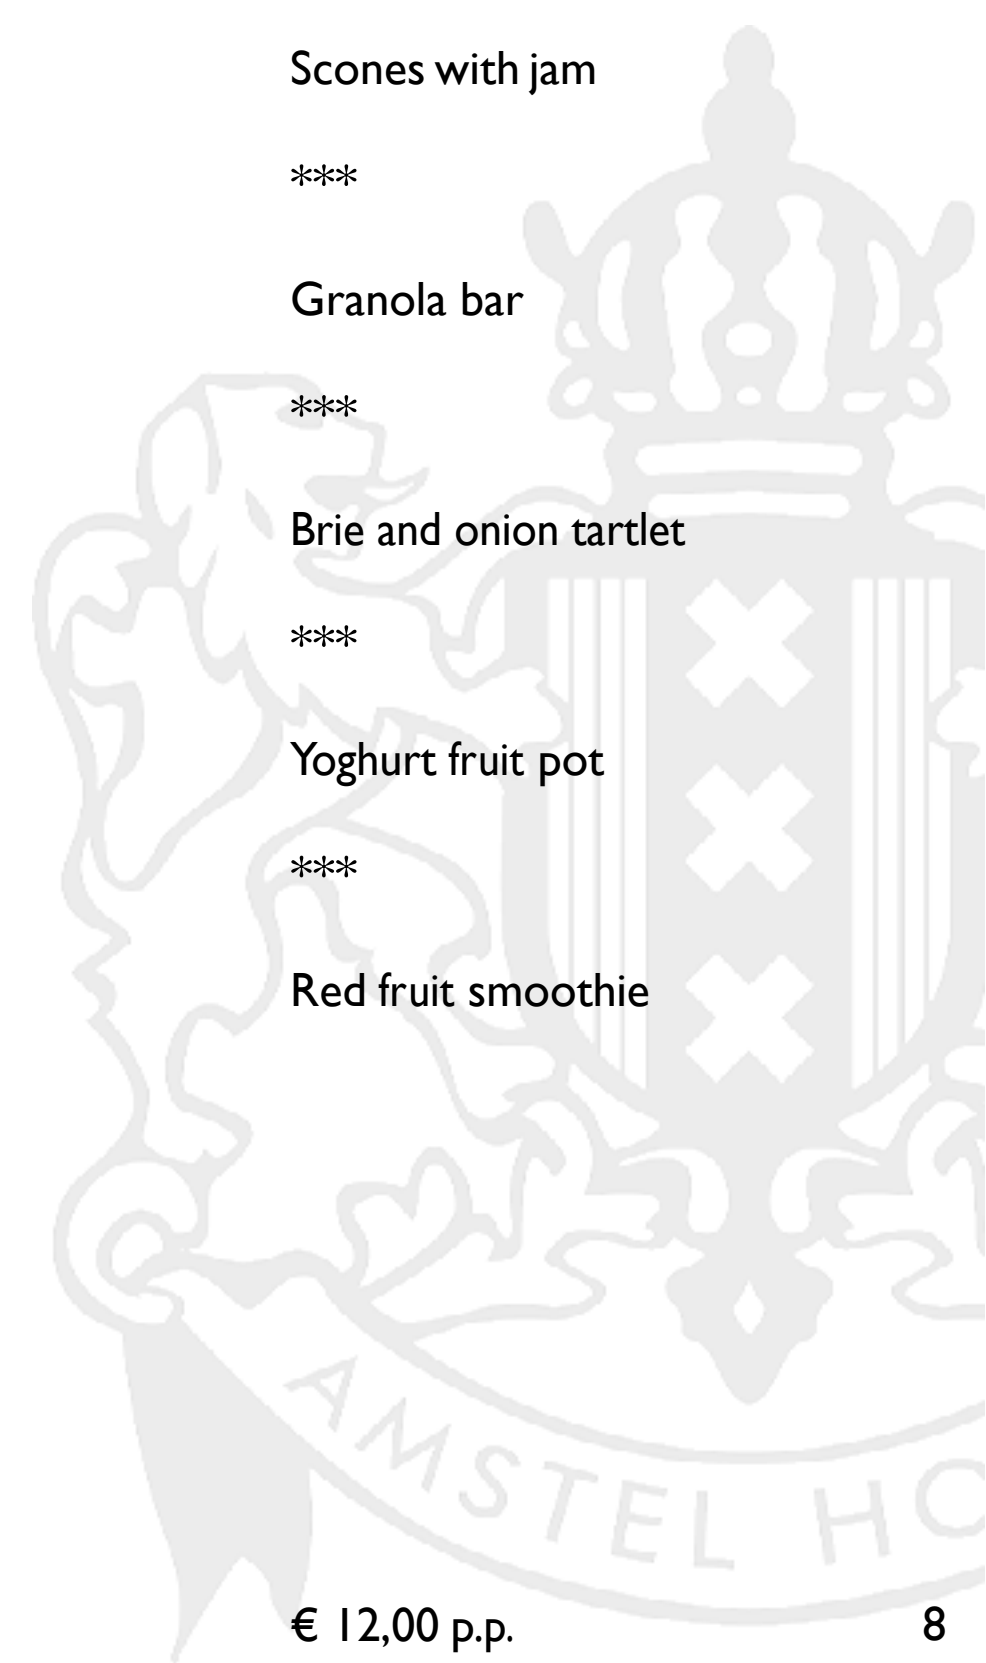 Scones with jam
***
Granola bar
***
Brie and onion tartlet
***
Yoghurt fruit pot
***
Red fruit smoothie
AMSTEL HO
€ 12,00 p.p.
8